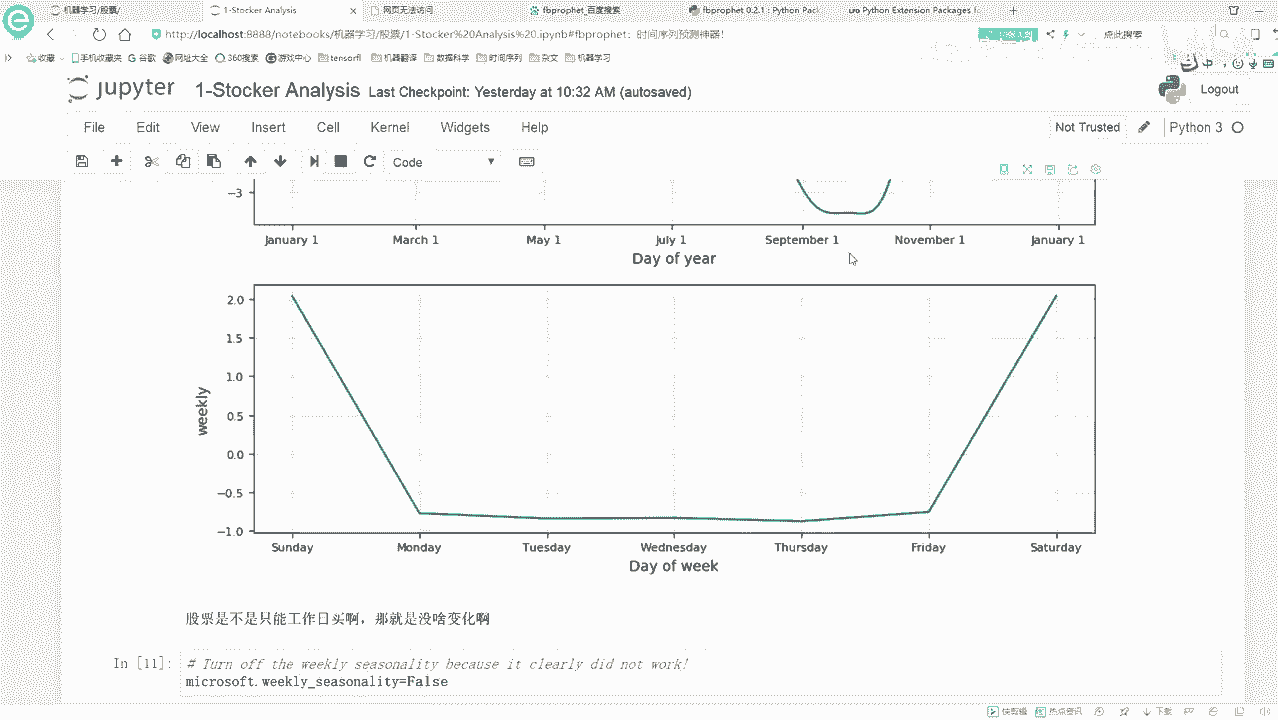 机器学习/股票/
1-Stocker Analysis
网页无法访问
fbprophet_百度搜索
fbprophet 0.2.1 : Python Pac
Python Extension Packages f
http://localhost:8888/notebooks/机器学习/股票/1-Stocker%20Analysis%20.ipynb#fbprophet：时间序列预测神器！
点此搜索
收藏
手机收藏夹
谷歌
网址大全
360搜索
游戏中心
tensorfl
机器翻译
数据科学
时间序列
杂文
机器学习
中
jupyter
1-Stocker Analysis Last Checkpoint: Yesterday at 10:32 AM (autosaved)
Logout
File Edit View Insert Cell Kernel Widgets Help
Not Trusted
Python 3
Code
−3
January 1 March 1 May 1 July 1 September 1 November 1 January 1
Day of year
2.0
1.5
1.0
0.5
0.0
−0.5
−1.0
weekly
Sunday Monday Tuesday Wednesday Thursday Friday Saturday
Day of week
股票是不是只能工作日买啊，那就是没啥变化啊
In [11]:
# Turn off the weekly seasonality because it clearly did not work!
microsoft.weekly_seasonality=False
快剪辑
热点资讯
下载